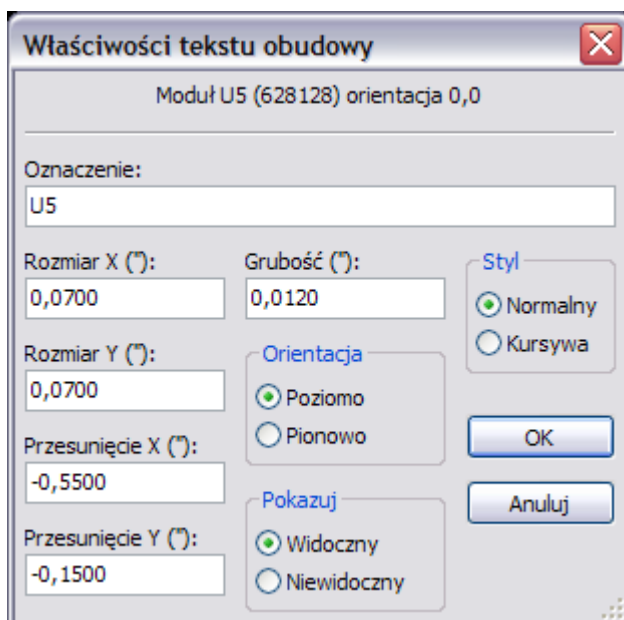 Właściwości tekstu obudowy
Moduł U5 (628128) orientacja 0,0
Oznaczenie:
U5
Rozmiar X ("):
0,0700
Rozmiar Y ("):
0,0700
Przesunięcie X ("):
-0,5500
Przesunięcie Y ("):
-0,1500
Grubość ("):
0,0120
Orientacja
Poziomo
Pionowo
Pokazuj
Widoczny
Niewidoczny
Styl
Normalny
Kursywa
OK
Anuluj